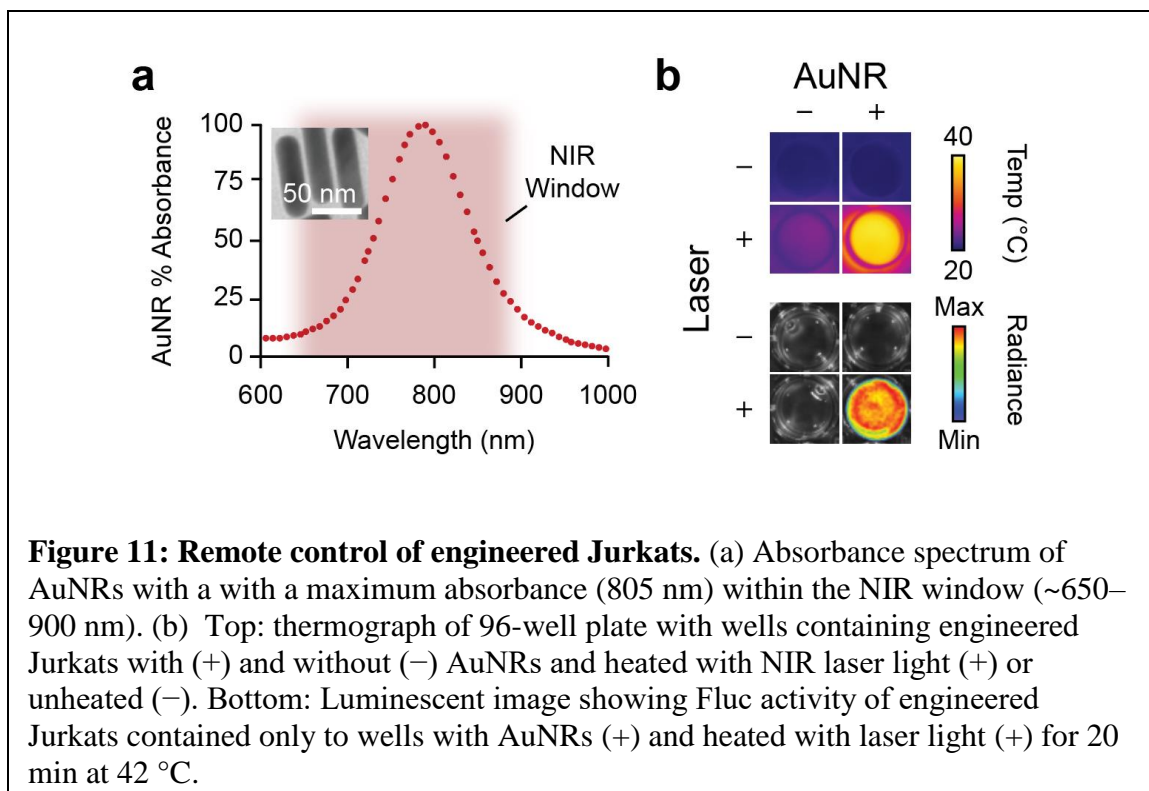 a
AuNR % Absorbance
100
75
50
25
0
50 nm
NIR
Window
600 700 800 900 1000
Wavelength (nm)
b
AuNR
− +
Laser
−
+
40
20
Temp (°C)
−
+
Max
Min
Radiance
Figure 11: Remote control of engineered Jurkats. (a) Absorbance spectrum of
AuNRs with a with a maximum absorbance (805 nm) within the NIR window (~650–
900 nm). (b) Top: thermograph of 96-well plate with wells containing engineered
Jurkats with (+) and without (−) AuNRs and heated with NIR laser light (+) or
unheated (−). Bottom: Luminescent image showing Fluc activity of engineered
Jurkats contained only to wells with AuNRs (+) and heated with laser light (+) for 20
min at 42 °C.